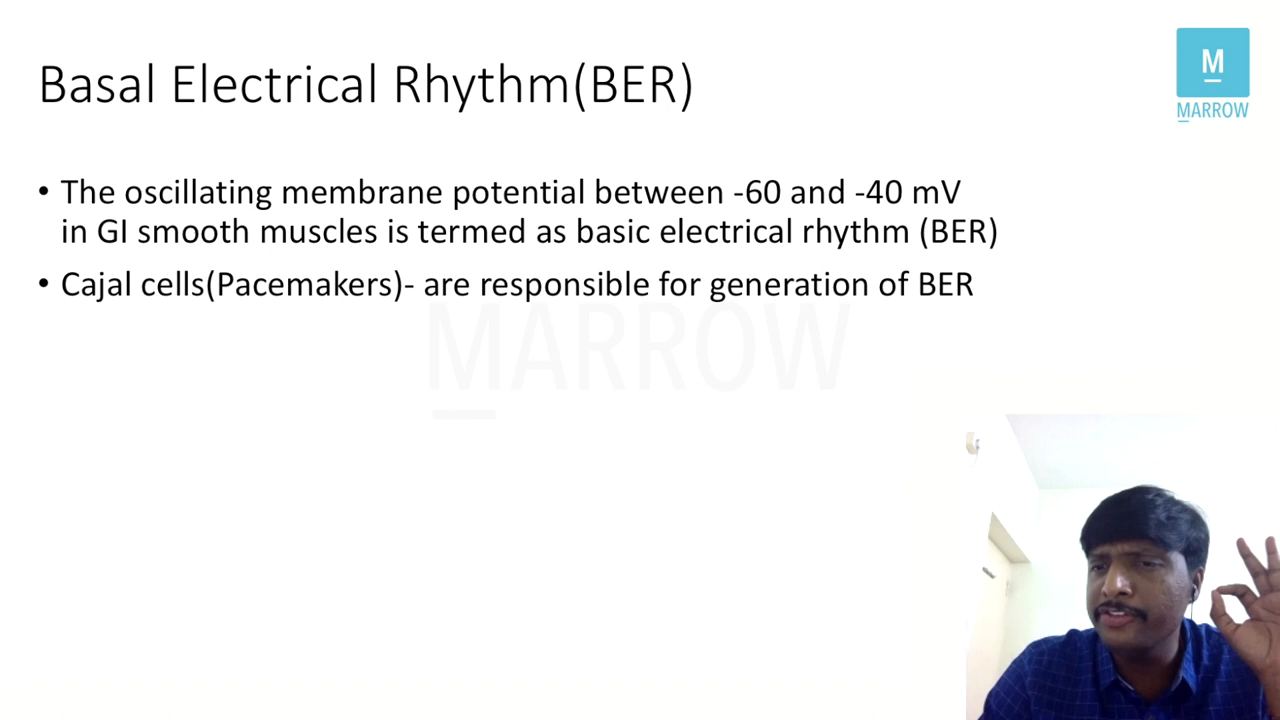 Basal Electrical Rhythm(BER)
M
MARROW
• The oscillating membrane potential between -60 and -40 mV
in GI smooth muscles is termed as basic electrical rhythm (BER)
• Cajal cells(Pacemakers)- are responsible for generation of BER
MARROW